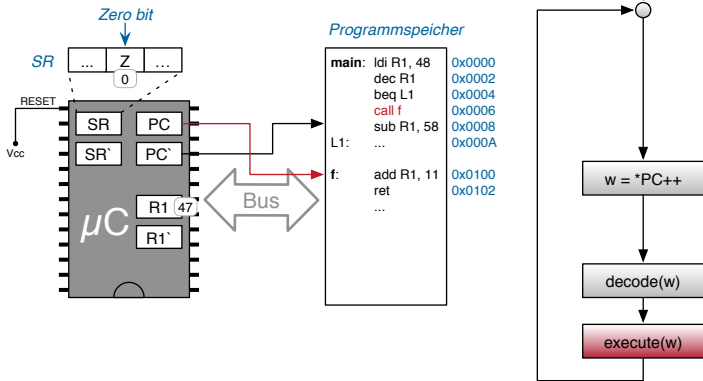 Zero bit
SR
... Z ...
0
RESET
Vcc
SR PC
SR` PC`
R1 47
R1`
µC
Bus
Programmspeicher
main: ldi R1, 48 0x0000
dec R1 0x0002
beq L1 0x0004
call f 0x0006
sub R1, 58 0x0008
L1: ... 0x000A
f: add R1, 11 0x0100
ret 0x0102
...
w = *PC++
decode(w)
execute(w)